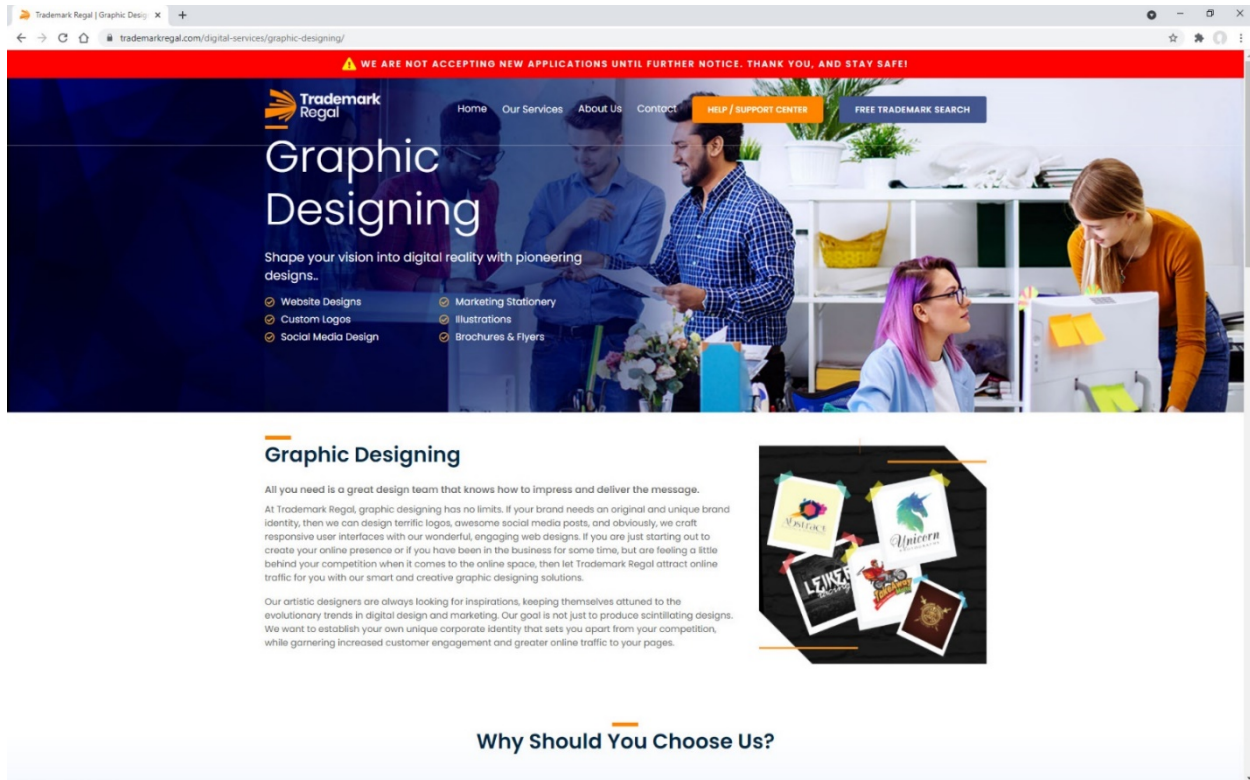 Trademark Regal | Graphic Desig
trademarkregal.com/digital-services/graphic-designing/
WE ARE NOT ACCEPTING NEW APPLICATIONS UNTIL FURTHER NOTICE. THANK YOU, AND STAY SAFE!
Trademark
Regal
Home Our Services About Us Contact HELP / SUPPORT CENTER FREE TRADEMARK SEARCH
Graphic
Designing
Shape your vision into digital reality with pioneering
designs..
Website Designs Marketing Stationery
Custom Logos Illustrations
Social Media Design Brochures & Flyers
Graphic Designing
All you need is a great design team that knows how to impress and deliver the message.
At Trademark Regal, graphic designing has no limits. If your brand needs an original and unique brand
identity, then we can design terrific logos, awesome social media posts, and obviously, we craft
responsive user interfaces with our wonderful, engaging web designs. If you are just starting out to
create your online presence or if you have been in the business for some time, but are feeling a little
behind your competition when it comes to the online space, then let Trademark Regal attract online
traffic for you with our smart and creative graphic designing solutions.
Our artistic designers are always looking for inspirations, keeping themselves attuned to the
evolutionary trends in digital design and marketing. Our goal is not just to produce scintillating designs.
We want to establish your own unique corporate identity that sets you apart from your competition,
while garnering increased customer engagement and greater online traffic to your pages.
Abstract
Unicorn
TakeAway
Why Should You Choose Us?